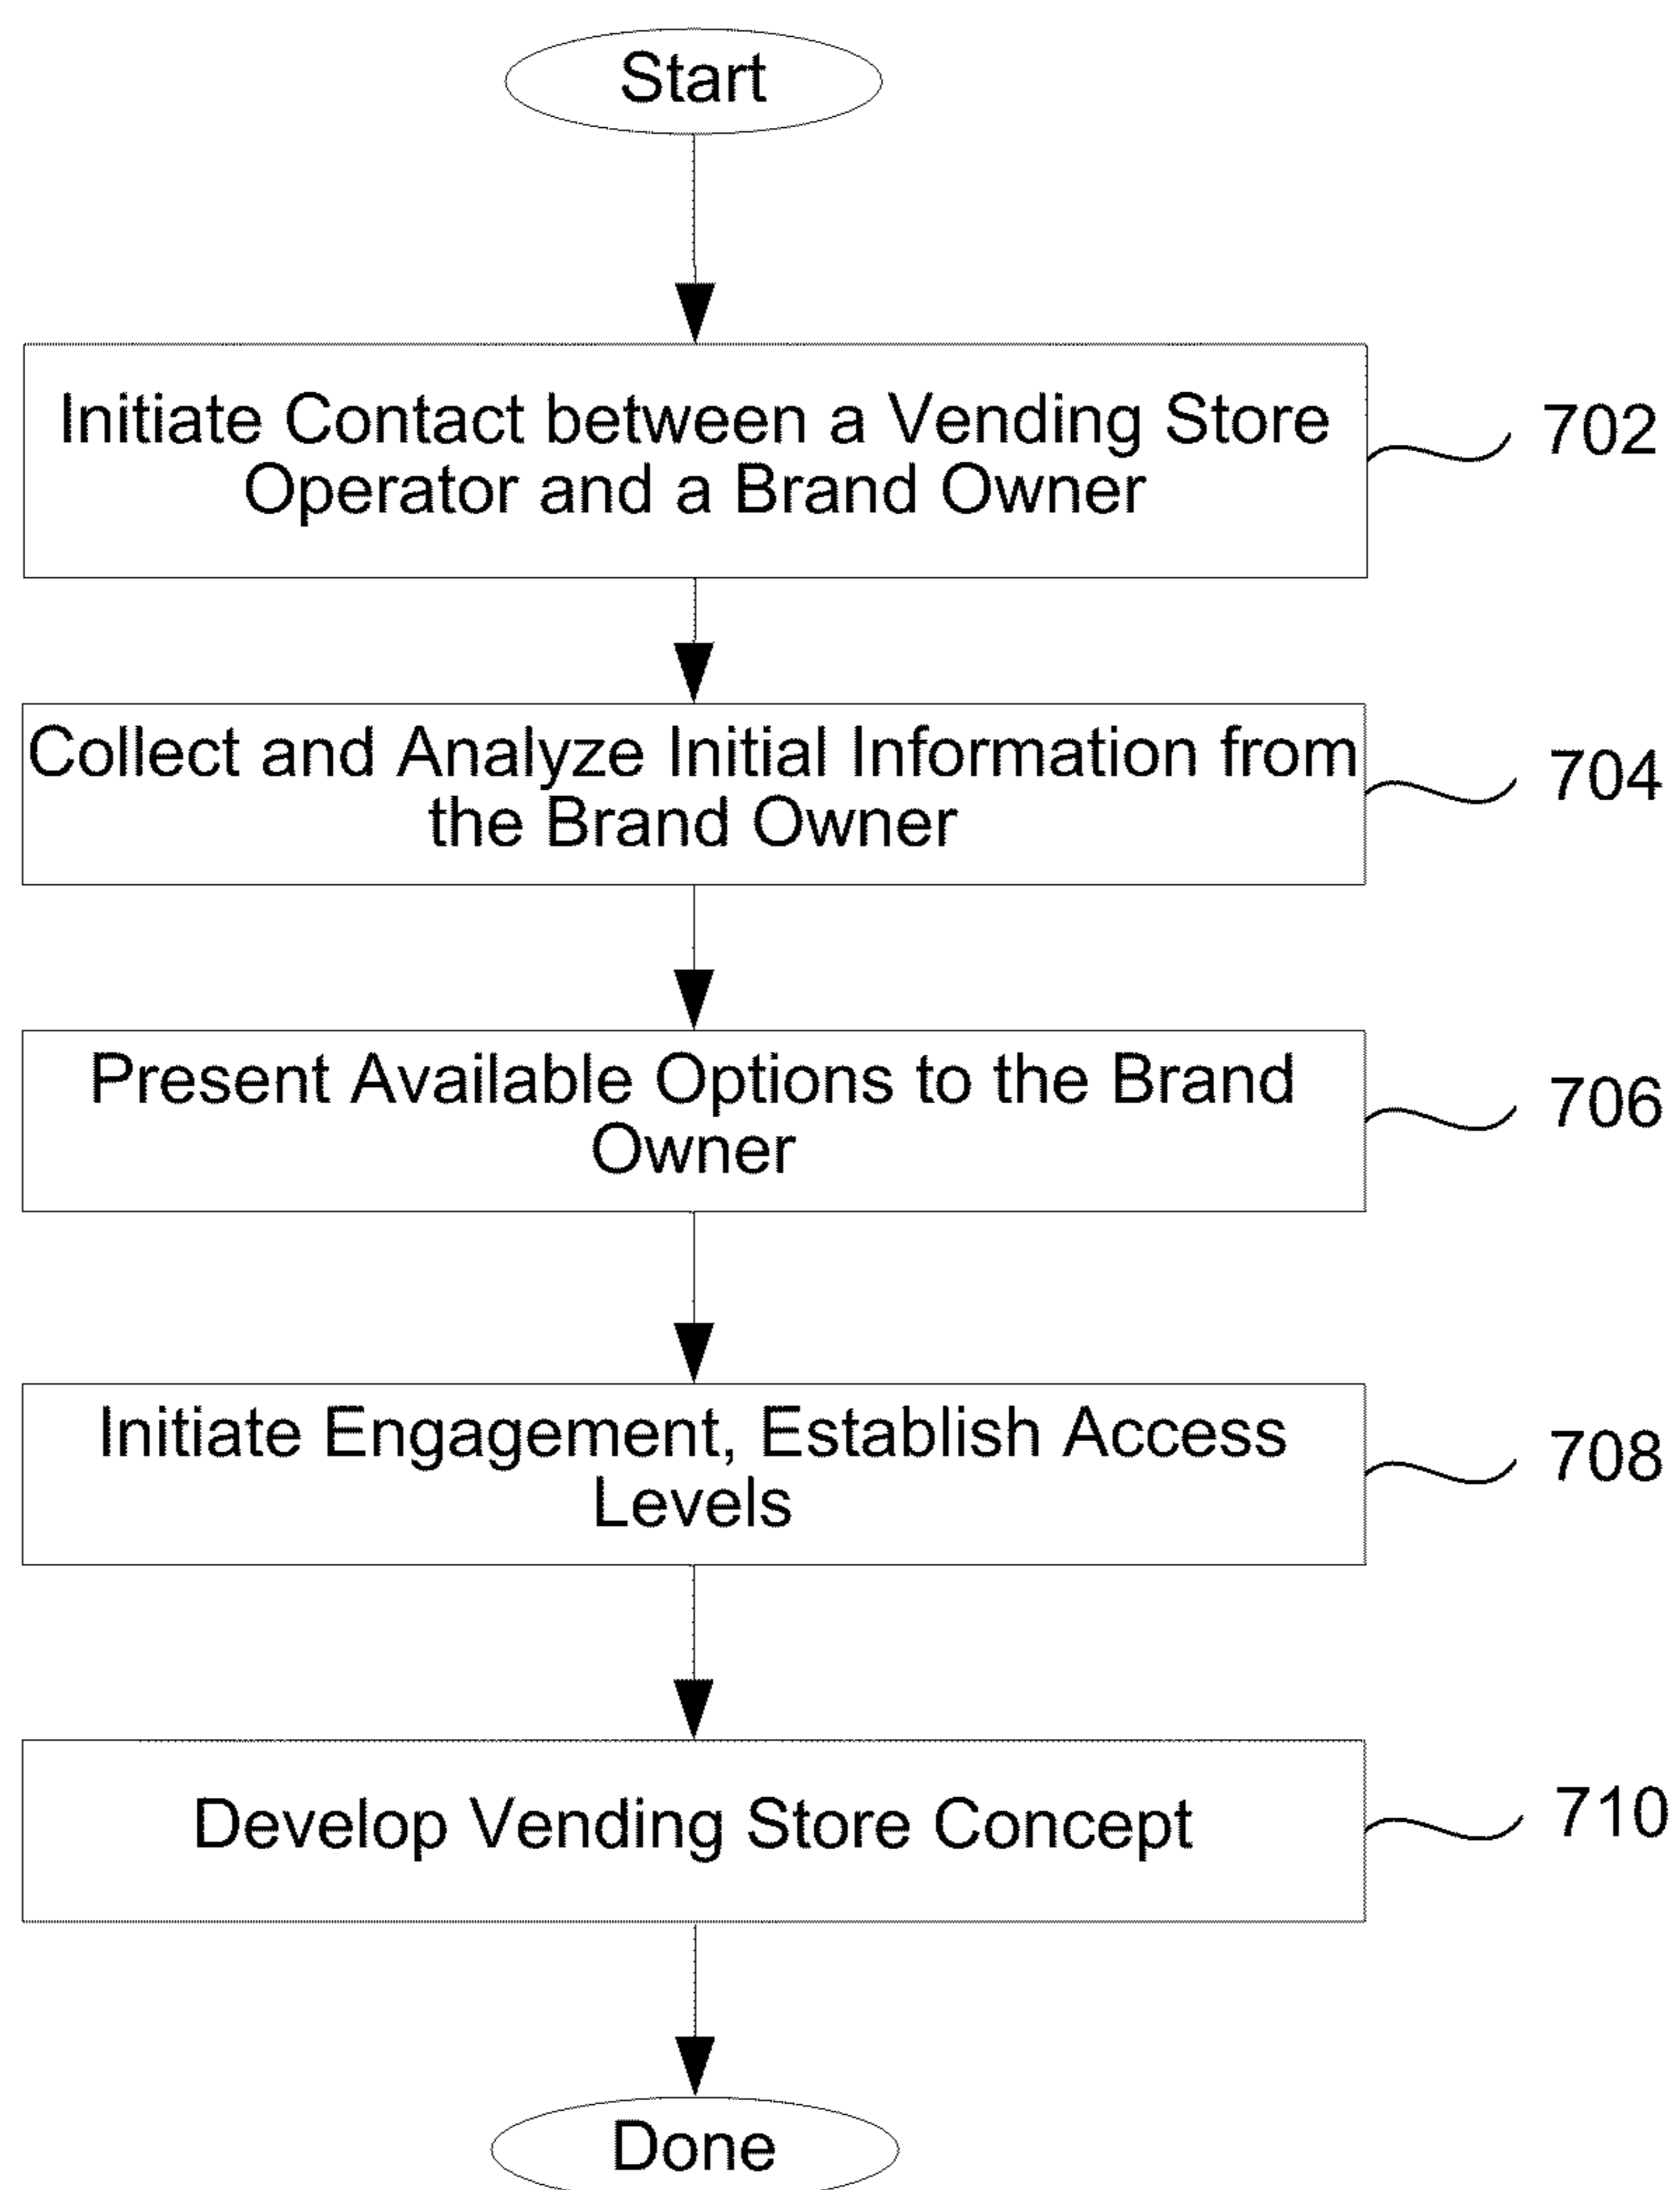 Start
Initiate Contact between a Vending Store
Operator and a Brand Owner
702
Collect and Analyze Initial Information from
the Brand Owner
704
Present Available Options to the Brand
Owner
706
Initiate Engagement, Establish Access
Levels
708
Develop Vending Store Concept
710
Done